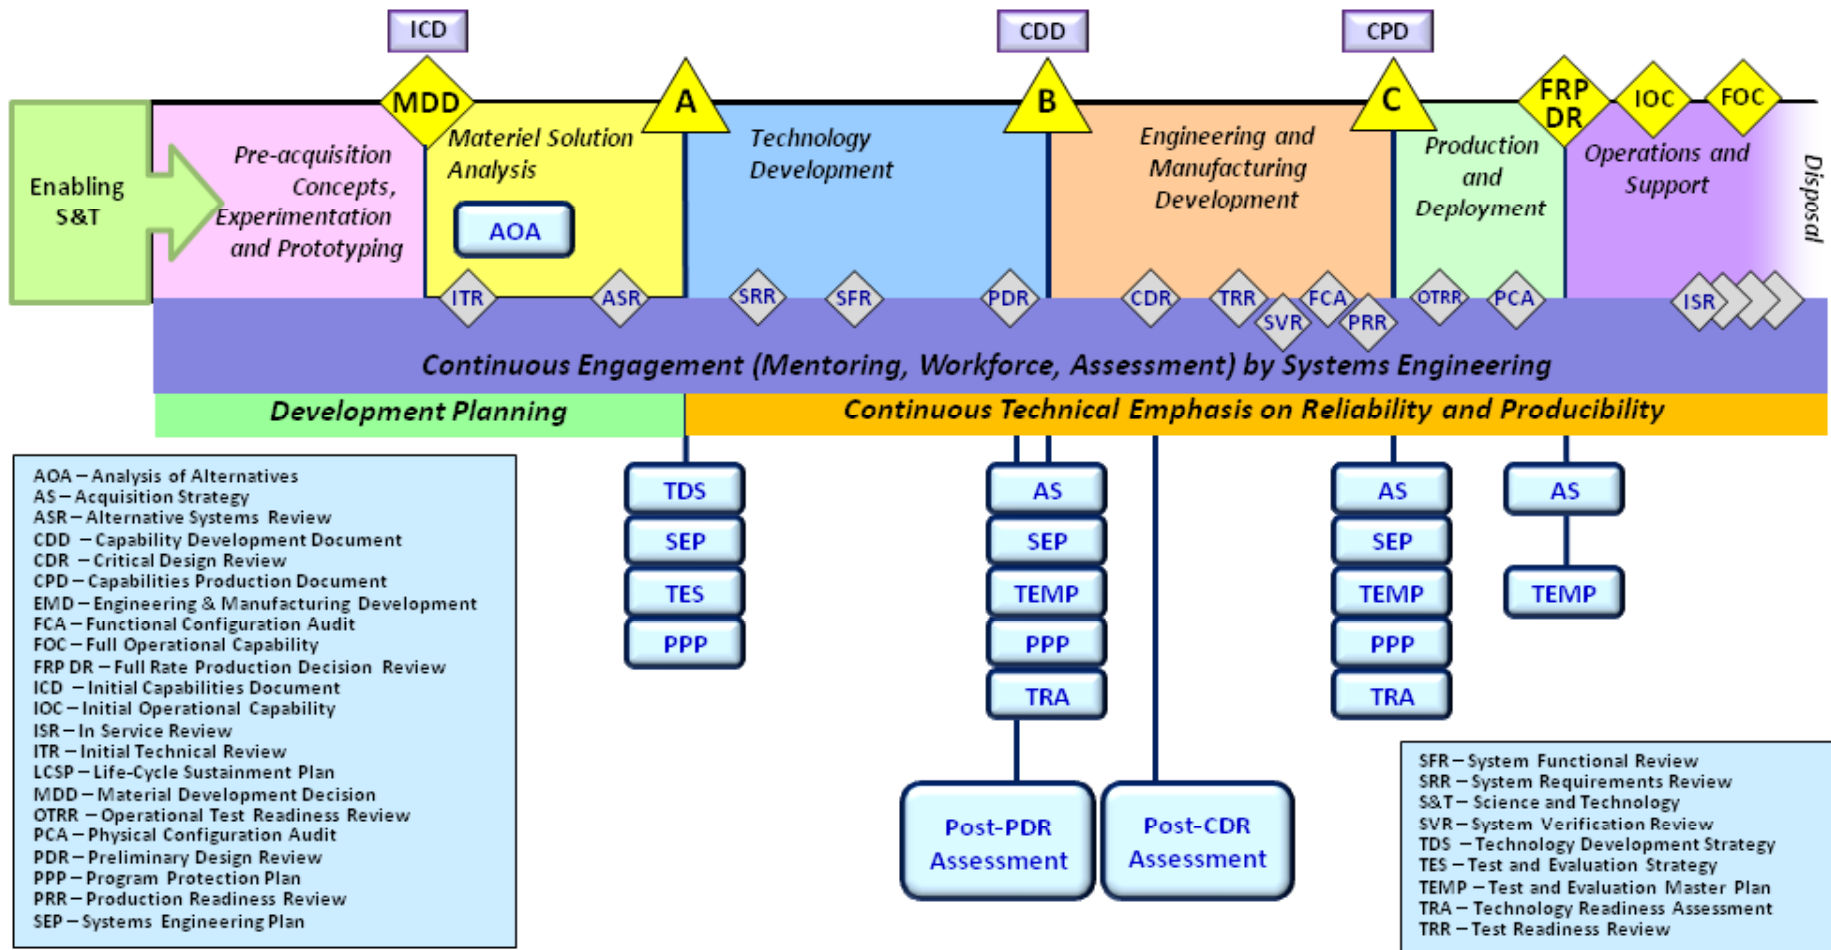 ICD
CDD
CPD
MDD
A
B
C
FRP
DR
IOC
FOC
Enabling
S&T
Pre-acquisition
Concepts,
Experimentation
and Prototyping
Materiel Solution
Analysis
AOA
Technology
Development
Engineering and
Manufacturing
Development
Production
and
Deployment
Operations and
Support
Disposal
ITR
ASR
SRR
SFR
PDR
CDR
TRR
SVR
FCA
PRR
OTRR
PCA
ISR
Continuous Engagement (Mentoring, Workforce, Assessment) by Systems Engineering
Development Planning
Continuous Technical Emphasis on Reliability and Producibility
TDS
SEP
TES
PPP
AS
SEP
TEMP
PPP
TRA
Post-PDR
Assessment
Post-CDR
Assessment
AS
SEP
TEMP
PPP
TRA
AS
TEMP
AOA – Analysis of Alternatives
AS – Acquisition Strategy
ASR – Alternative Systems Review
CDD – Capability Development Document
CDR – Critical Design Review
CPD – Capabilities Production Document
EMD – Engineering & Manufacturing Development
FCA – Functional Configuration Audit
FOC – Full Operational Capability
FRP DR – Full Rate Production Decision Review
ICD – Initial Capabilities Document
IOC – Initial Operational Capability
ISR – In Service Review
ITR – Initial Technical Review
LCSP – Life-Cycle Sustainment Plan
MDD – Material Development Decision
OTRR – Operational Test Readiness Review
PCA – Physical Configuration Audit
PDR – Preliminary Design Review
PPP – Program Protection Plan
PRR – Production Readiness Review
SEP – Systems Engineering Plan
SFR – System Functional Review
SRR – System Requirements Review
S&T – Science and Technology
SVR – System Verification Review
TDS – Technology Development Strategy
TES – Test and Evaluation Strategy
TEMP – Test and Evaluation Master Plan
TRA – Technology Readiness Assessment
TRR – Test Readiness Review